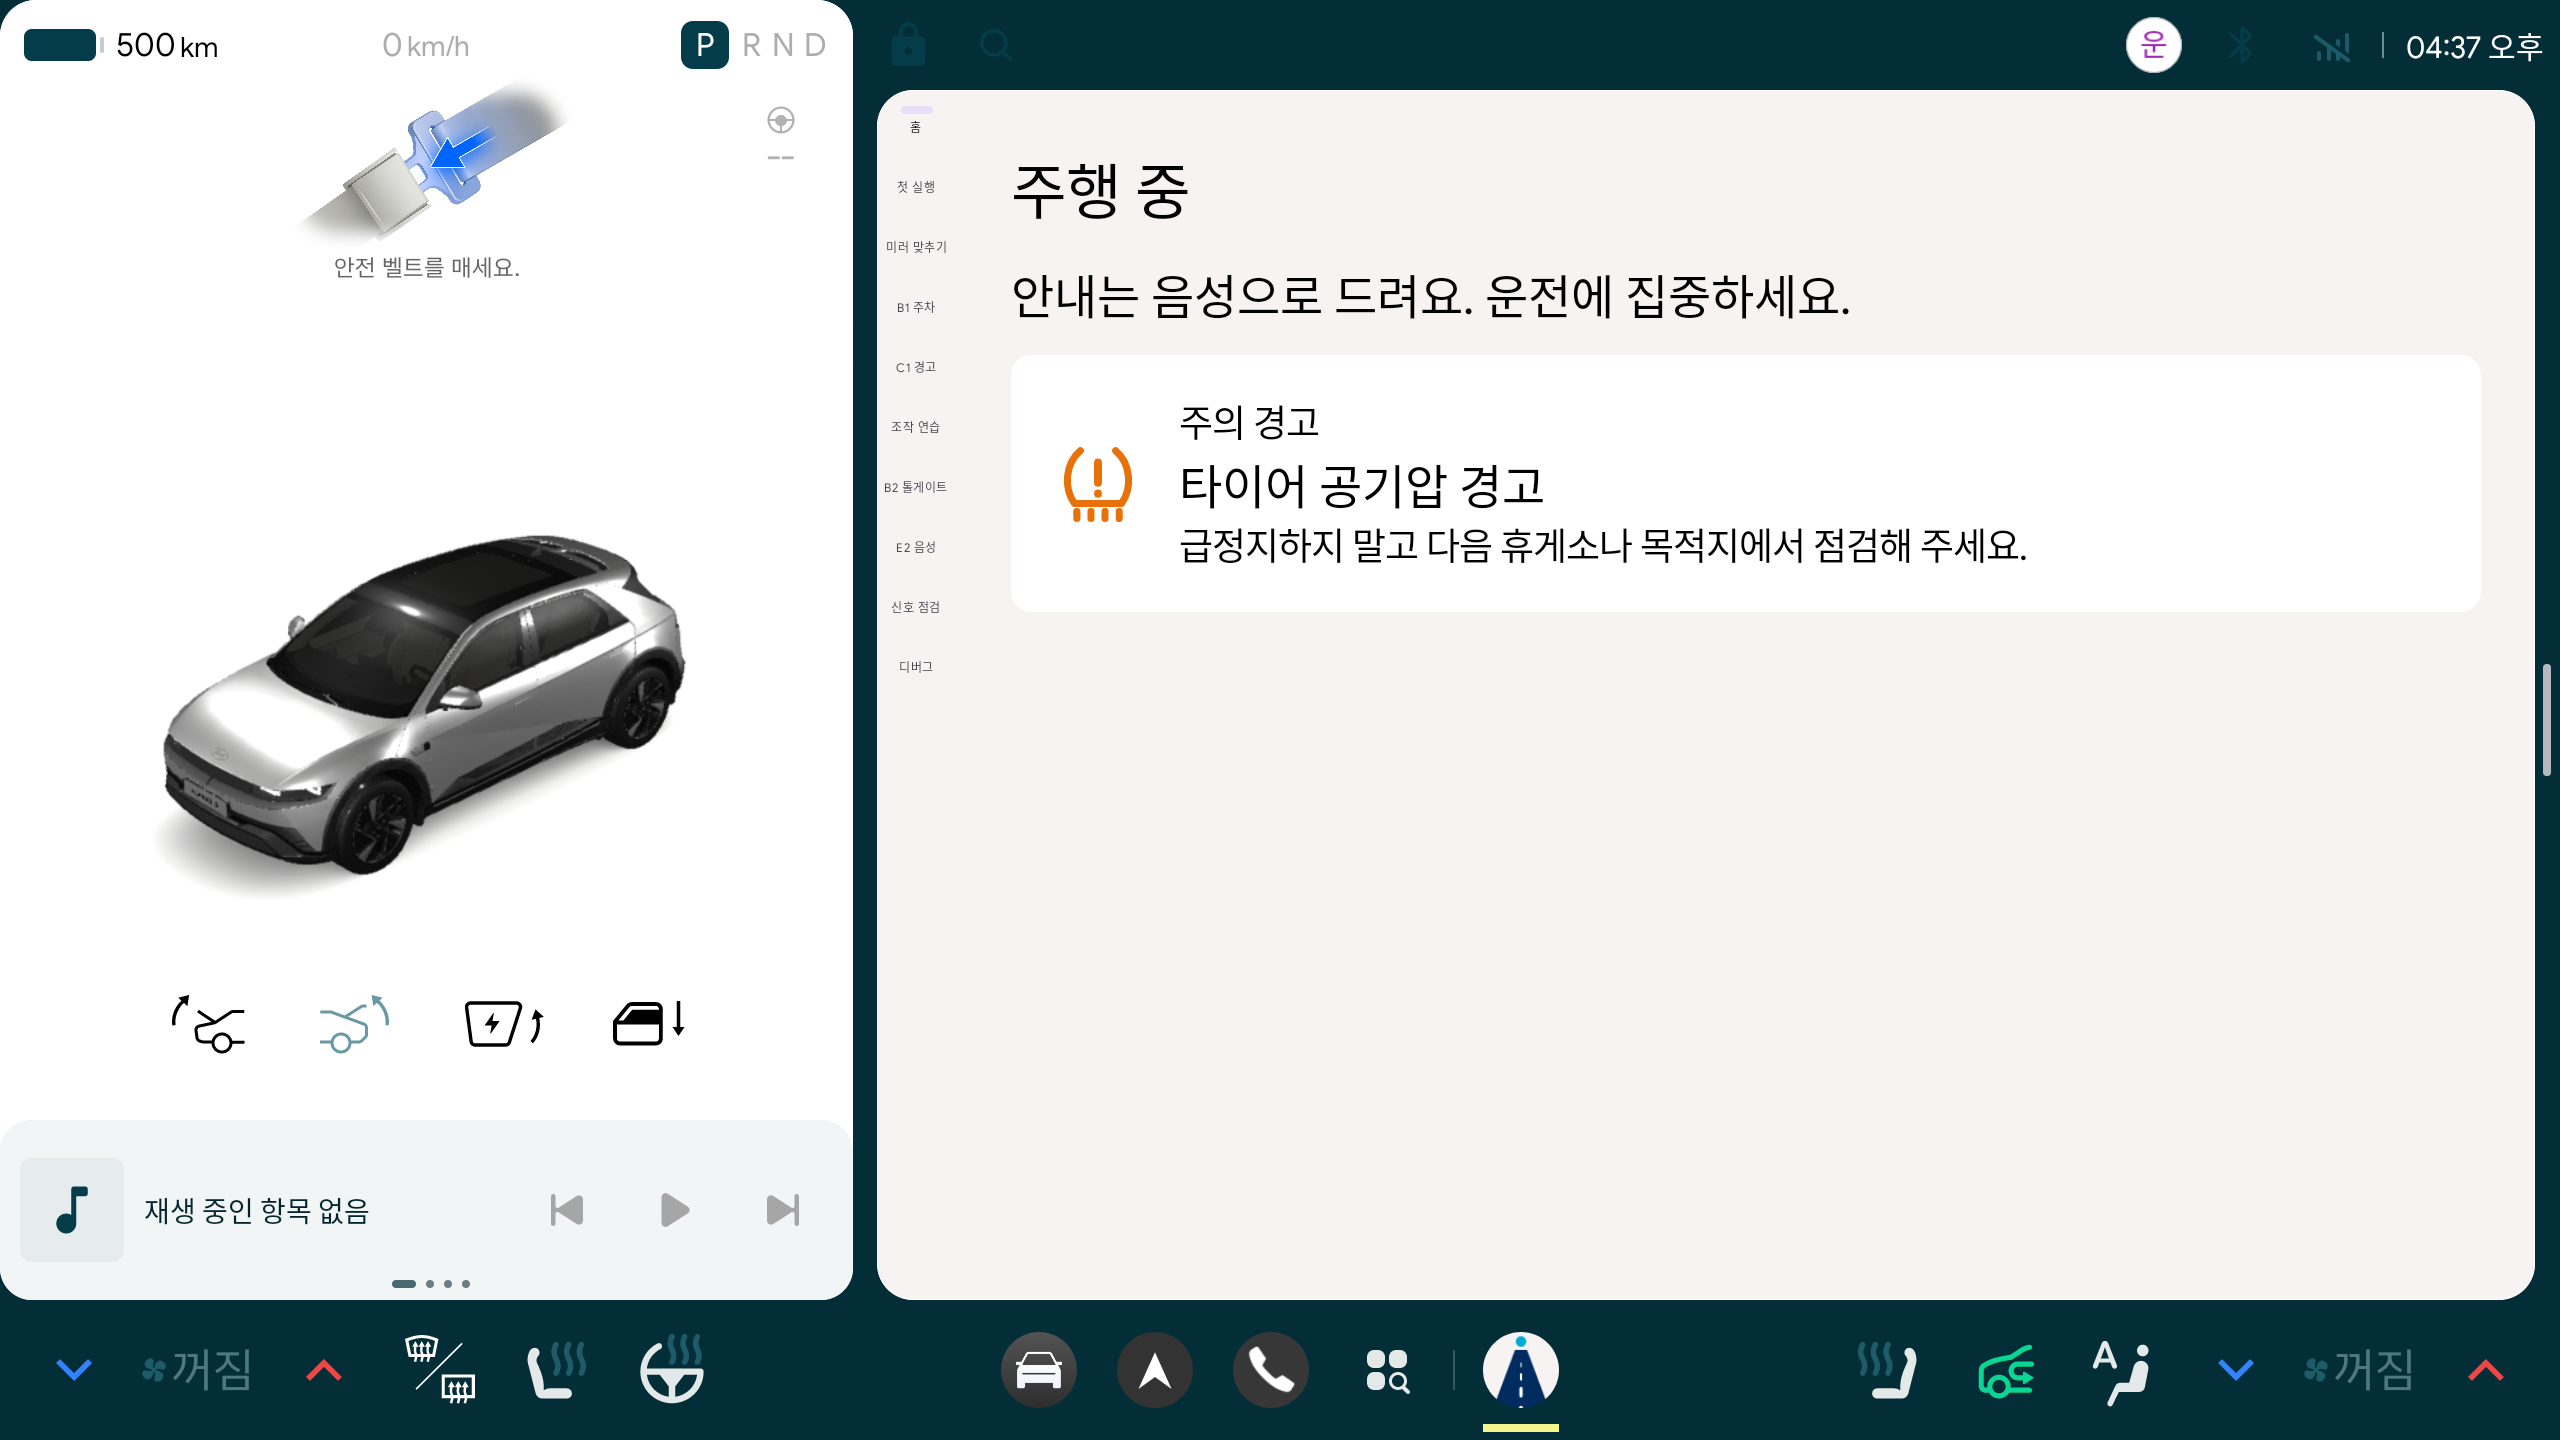 500 km
0 km/h
P R N D
안전 벨트를 매세요.
재생 중인 항목 없음
운
04:37 오후
홈
첫 실행
미러 맞추기
B1 주차
C1 경고
조작 연습
B2 톨게이트
E2 음성
신호 점검
디버그
주행 중
안내는 음성으로 드려요. 운전에 집중하세요.
주의 경고
타이어 공기압 경고
급정지하지 말고 다음 휴게소나 목적지에서 점검해 주세요.
꺼짐
A
꺼짐